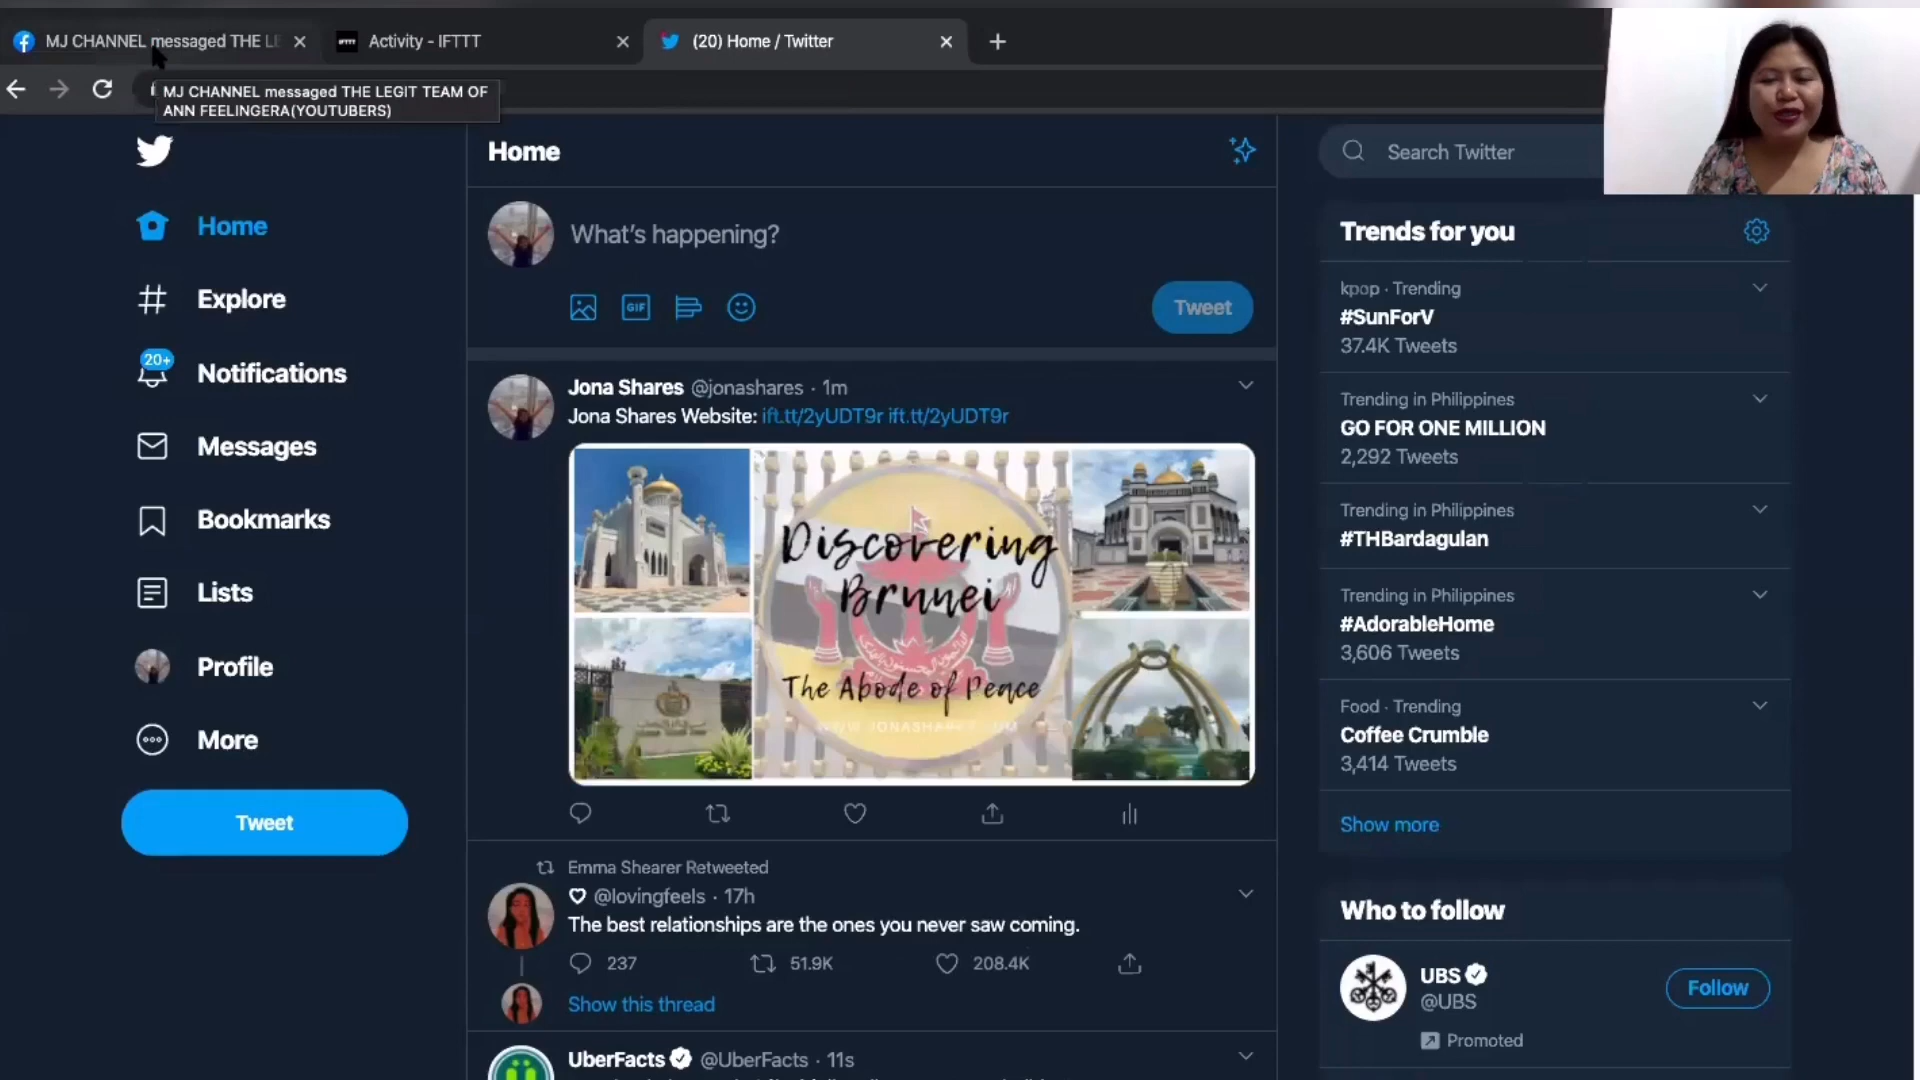 MJ CHANNEL messaged THE LE
Activity - IFTTT
(20) Home / Twitter
MJ CHANNEL messaged THE LEGIT TEAM OF
ANN FEELINGERA(YOUTUBERS)
Home
Explore
20+
Notifications
Messages
Bookmarks
Lists
Profile
More
Tweet
Home
What's happening?
GIF
Tweet
Jona Shares @jonashares · 1m
Jona Shares Website: ift.tt/2yUDT9r ift.tt/2yUDT9r
Discovering
Brunei
The Abode of Peace
Emma Shearer Retweeted
@lovingfeels · 17h
The best relationships are the ones you never saw coming.
237
51.9K
208.4K
Show this thread
UberFacts @UberFacts · 11s
Search Twitter
Trends for you
kpop · Trending
#SunForV
37.4K Tweets
Trending in Philippines
GO FOR ONE MILLION
2,292 Tweets
Trending in Philippines
#THBardagulan
Trending in Philippines
#AdorableHome
3,606 Tweets
Food · Trending
Coffee Crumble
3,414 Tweets
Show more
Who to follow
UBS
@UBS
Follow
Promoted